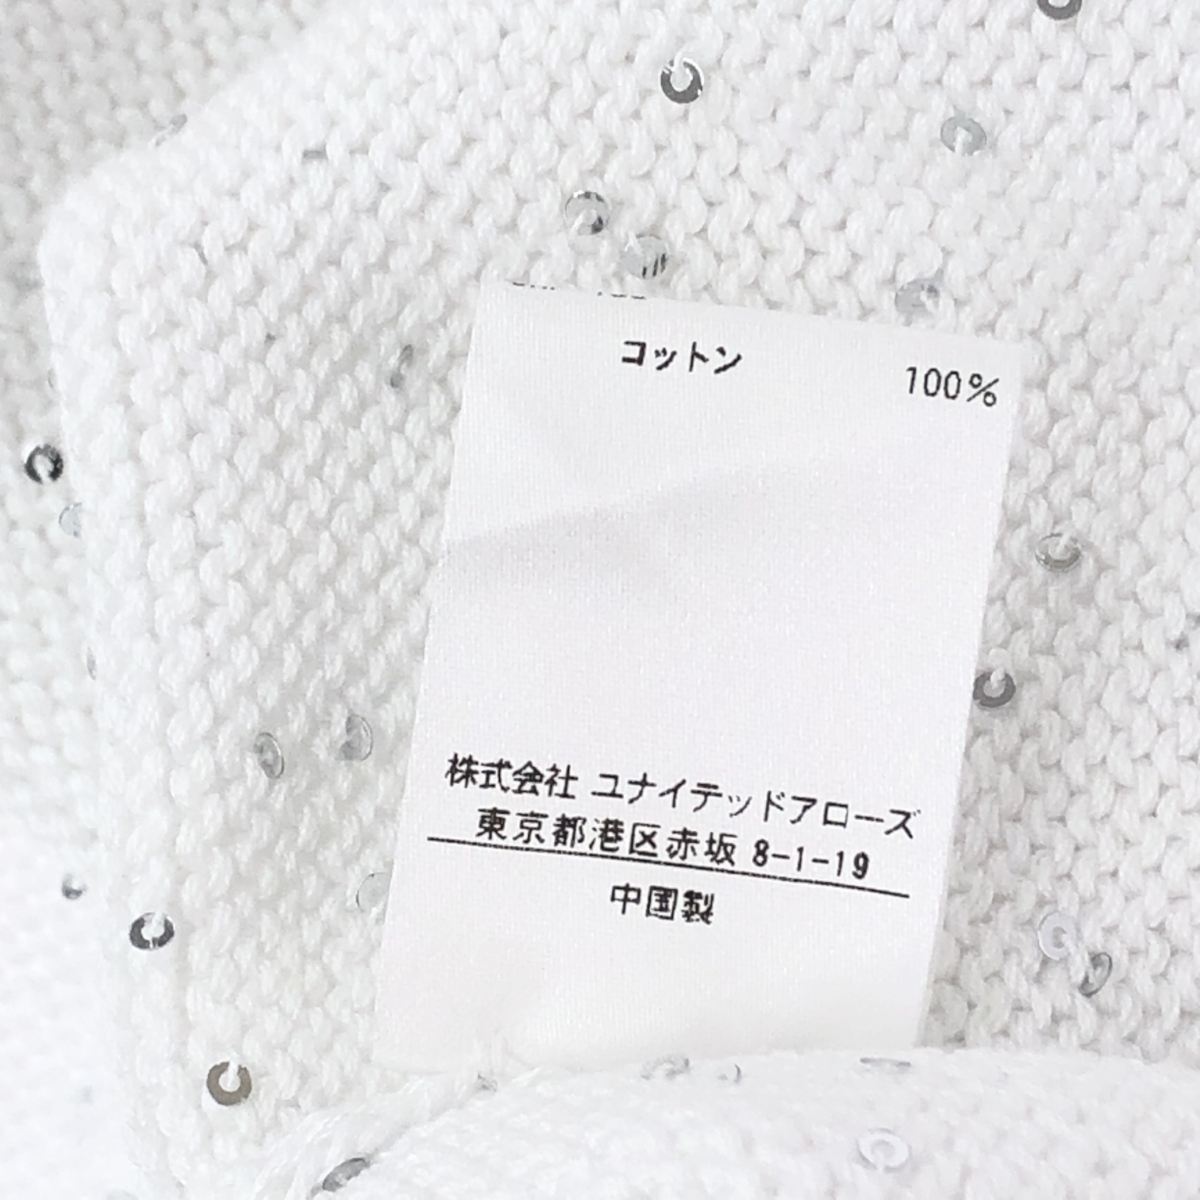 コットン 100%
株式会社 ユナイテッドアローズ
東京都港区赤坂 8-1-19
中国製